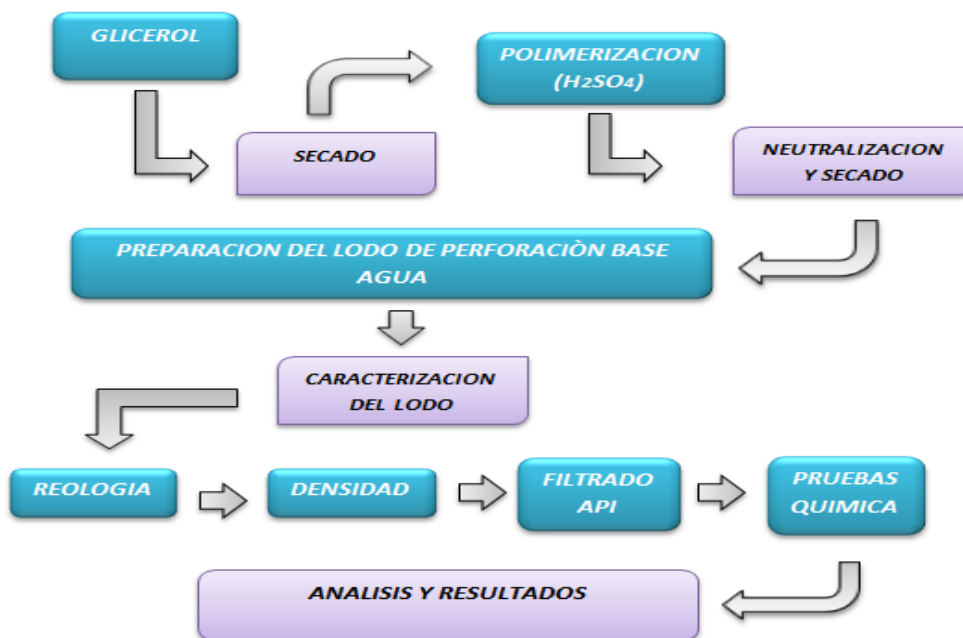 GLICEROL
POLIMERIZACION
(H₂SO₄)
SECADO
NEUTRALIZACION
Y SECADO
PREPARACION DEL LODO DE PERFORACIÒN BASE
AGUA
CARACTERIZACION
DEL LODO
REOLOGIA
DENSIDAD
FILTRADO
API
PRUEBAS
QUIMICA
ANALISIS Y RESULTADOS